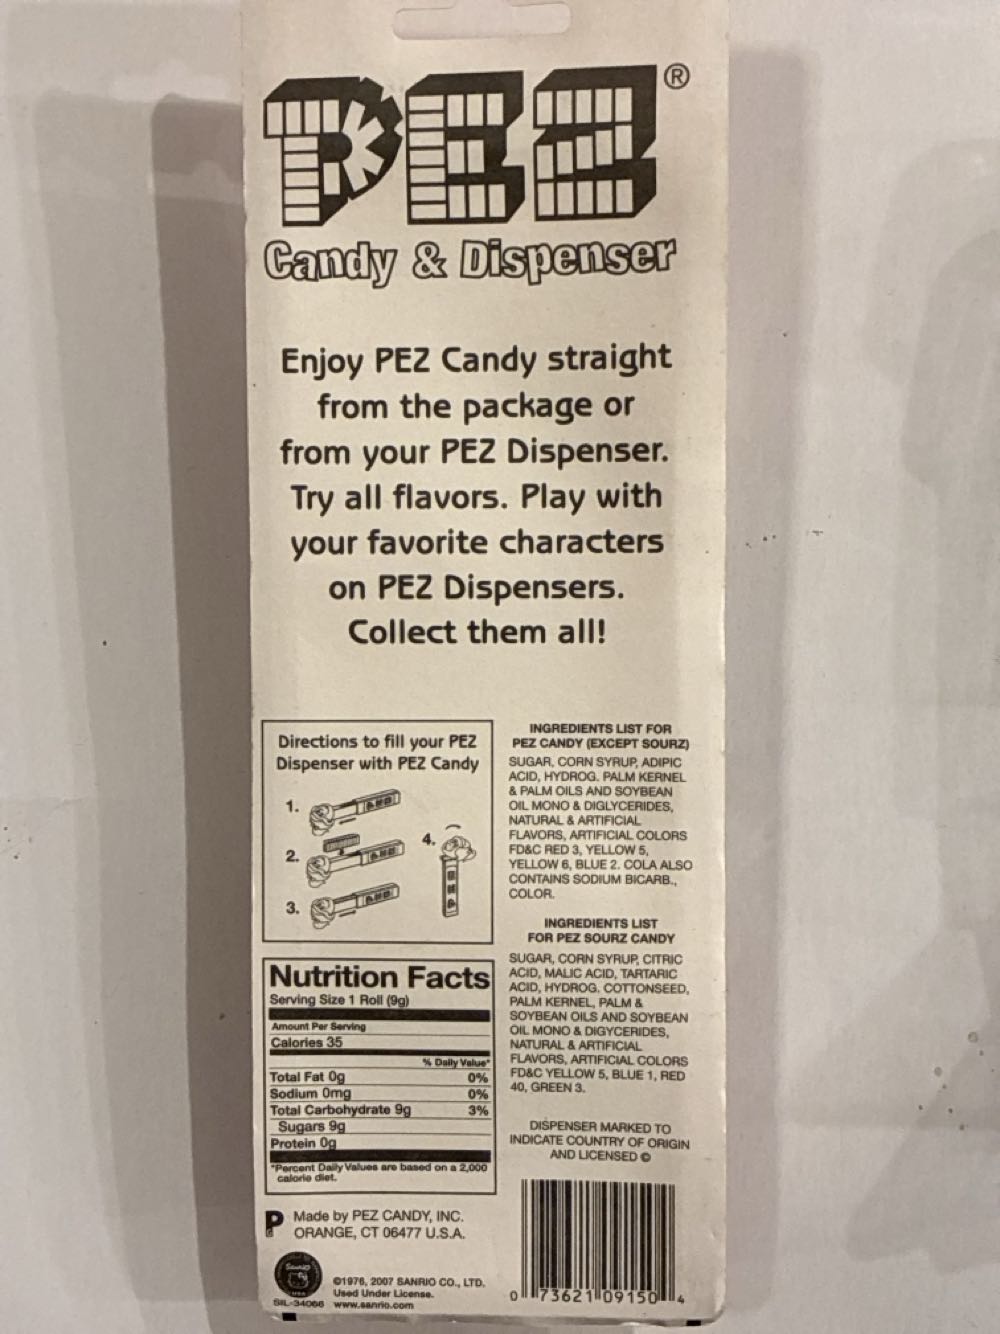 PEZ®
Candy & Dispenser
Enjoy PEZ Candy straight
from the package or
from your PEZ Dispenser.
Try all flavors. Play with
your favorite characters
on PEZ Dispensers.
Collect them all!
Directions to fill your PEZ
Dispenser with PEZ Candy
1.
2.
3.
4.
INGREDIENTS LIST FOR
PEZ CANDY (EXCEPT SOURZ)
SUGAR, CORN SYRUP, ADIPIC
ACID, HYDROG. PALM KERNEL
& PALM OILS AND SOYBEAN
OIL MONO & DIGLYCERIDES,
NATURAL & ARTIFICIAL
FLAVORS, ARTIFICIAL COLORS
FD&C RED 3, YELLOW 5,
YELLOW 6, BLUE 2. COLA ALSO
CONTAINS SODIUM BICARB.,
COLOR.
INGREDIENTS LIST
FOR PEZ SOURZ CANDY
SUGAR, CORN SYRUP, CITRIC
ACID, MALIC ACID, TARTARIC
ACID, HYDROG. COTTONSEED,
PALM KERNEL, PALM &
SOYBEAN OILS AND SOYBEAN
OIL MONO & DIGYCERIDES,
NATURAL & ARTIFICIAL
FLAVORS, ARTIFICIAL COLORS
FD&C YELLOW 5, BLUE 1, RED
40, GREEN 3.
DISPENSER MARKED TO
INDICATE COUNTRY OF ORIGIN
AND LICENSED ©
Nutrition Facts
Serving Size 1 Roll (9g)
Amount Per Serving
Calories 35
% Daily Value*
Total Fat 0g 0%
Sodium 0mg 0%
Total Carbohydrate 9g 3%
Sugars 9g
Protein 0g
*Percent Daily Values are based on a 2,000
calorie diet.
P Made by PEZ CANDY, INC.
ORANGE, CT 06477 U.S.A.
Sanrio
©1976, 2007 SANRIO CO., LTD.
Used Under License.
SIL-34066 www.sanrio.com
0 73621 09150 4